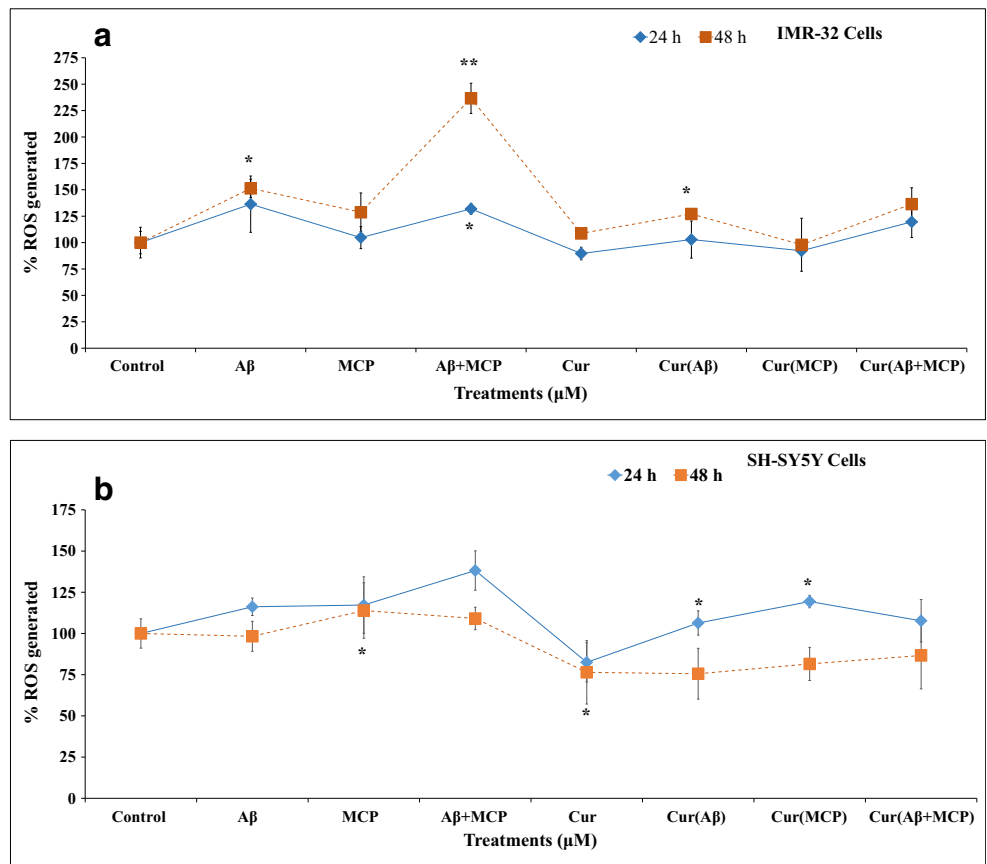 a
24 h 48 h IMR-32 Cells
275
250
225
200
175
150
125
100
75
50
25
0
% ROS generated
**
*
*
*
Control Aβ MCP Aβ+MCP Cur Cur(Aβ) Cur(MCP) Cur(Aβ+MCP)
Treatments (µM)
b
SH-SY5Y Cells
24 h 48 h
175
150
125
100
75
50
25
0
% ROS generated
*
*
*
*
Control Aβ MCP Aβ+MCP Cur Cur(Aβ) Cur(MCP) Cur(Aβ+MCP)
Treatments (µM)